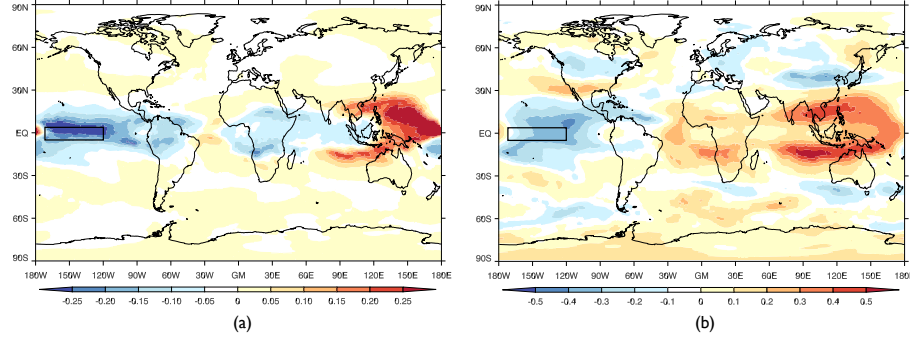 90N
60N
30N
EQ
30S
60S
90S
180W 150W 120W 90W 60W 30W GM 30E 60E 90E 120E 150E 180E
-0.25 -0.20 -0.15 -0.10 -0.05 0 0.05 0.10 0.15 0.20 0.25
(a)
90N
60N
30N
EQ
30S
60S
90S
180W 150W 120W 90W 60W 30W GM 30E 60E 90E 120E 150E 180E
-0.5 -0.4 -0.3 -0.2 -0.1 0 0.1 0.2 0.3 0.4 0.5
(b)